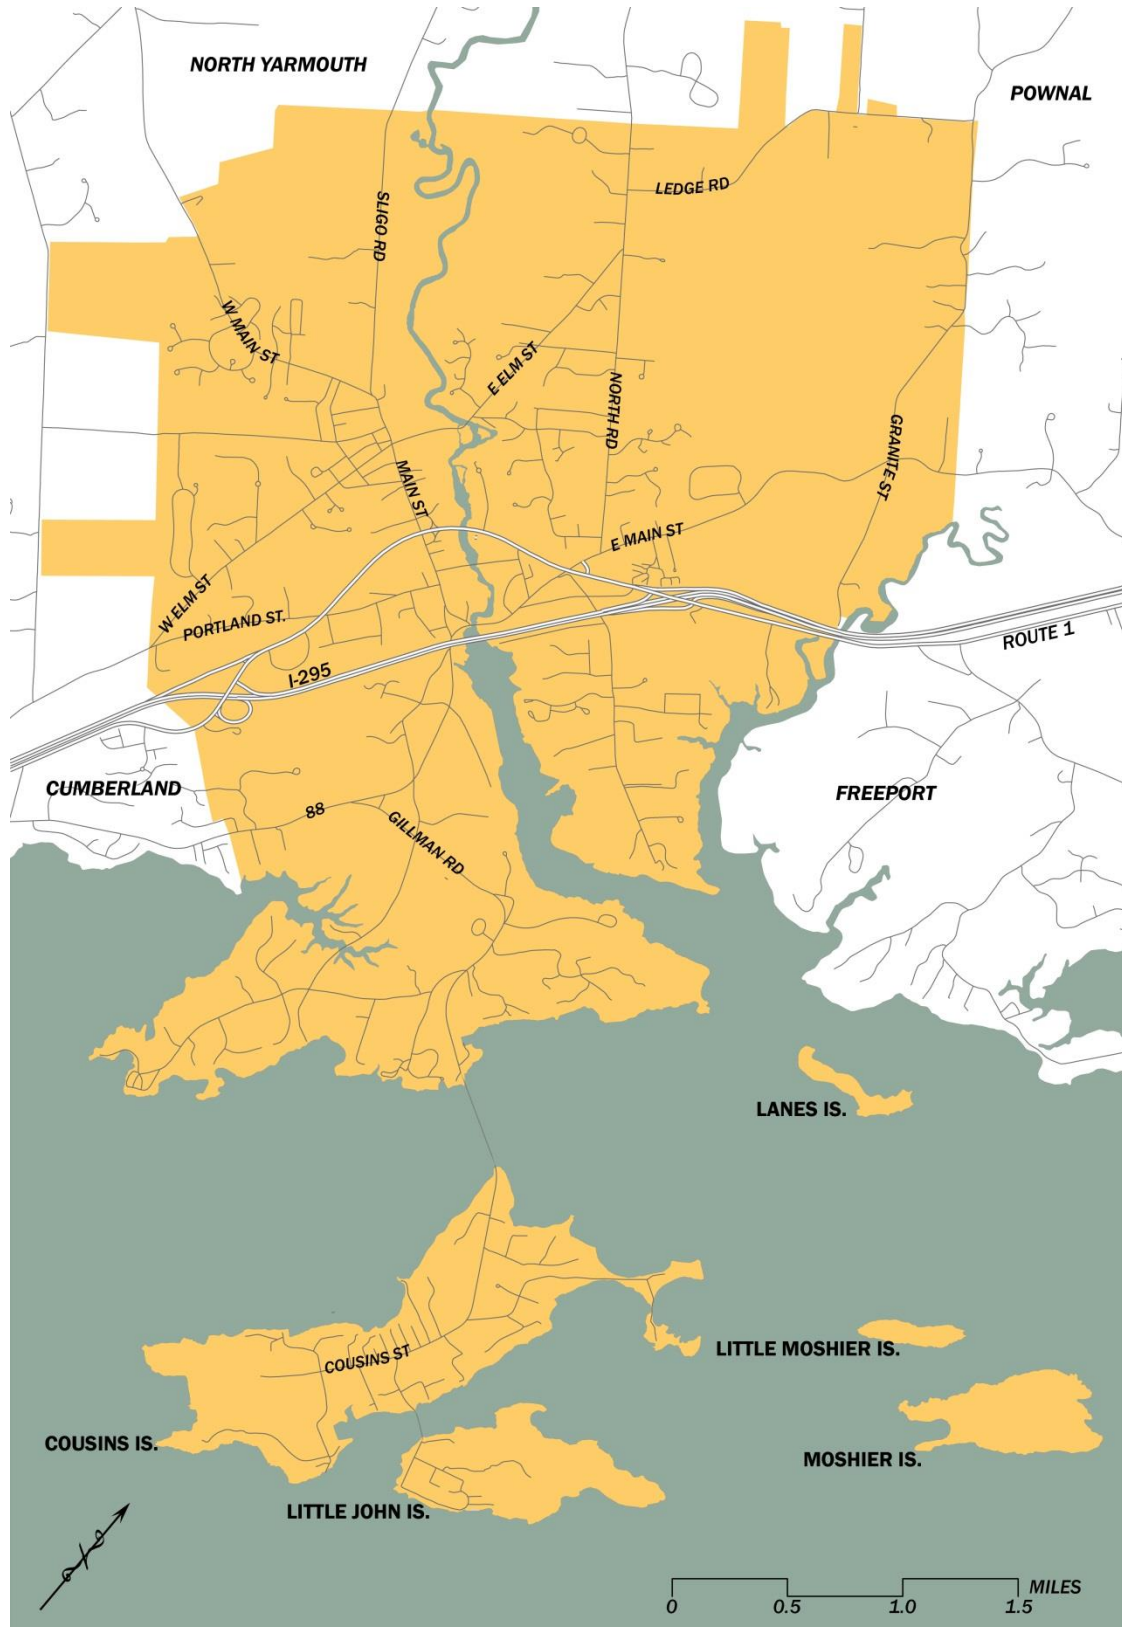 NORTH YARMOUTH
POWNAL
LEDGE RD
SLIGO RD
W MAIN ST
E ELM ST
NORTH RD
GRANITE ST
MAIN ST
E MAIN ST
W ELM ST
PORTLAND ST.
ROUTE 1
I-295
CUMBERLAND
FREEPORT
88
GILLMAN RD
LANES IS.
LITTLE MOSHIER IS.
COUSINS ST
COUSINS IS.
MOSHIER IS.
LITTLE JOHN IS.
MILES
0 0.5 1.0 1.5